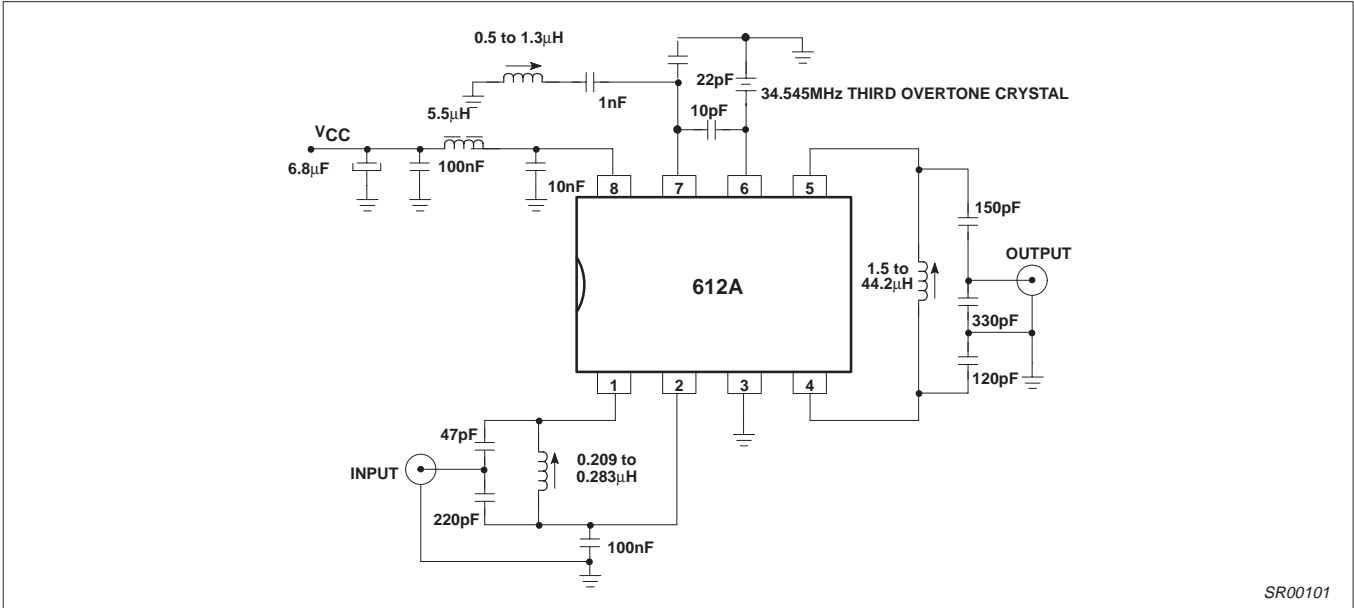 0.5 to 1.3μH
22pF
34.545MHz THIRD OVERTONE CRYSTAL
1nF
10pF
5.5μH
VCC
6.8μF
100nF
10nF
8
7
6
5
150pF
OUTPUT
1.5 to
44.2μH
612A
330pF
120pF
1
2
3
4
47pF
INPUT
0.209 to
0.283μH
220pF
100nF
SR00101